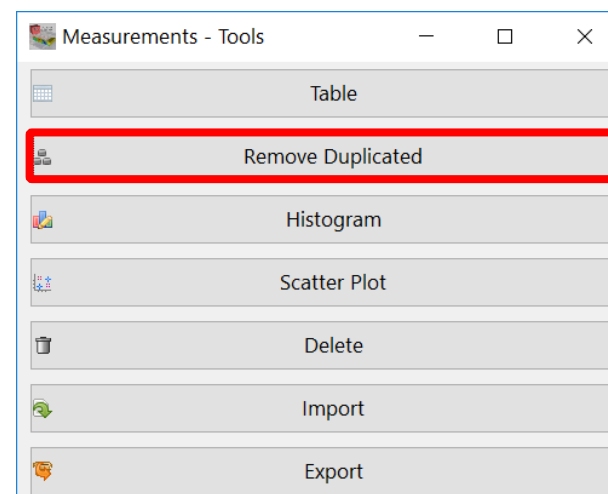 Measurements - Tools
Table
Remove Duplicated
Histogram
Scatter Plot
Delete
Import
Export